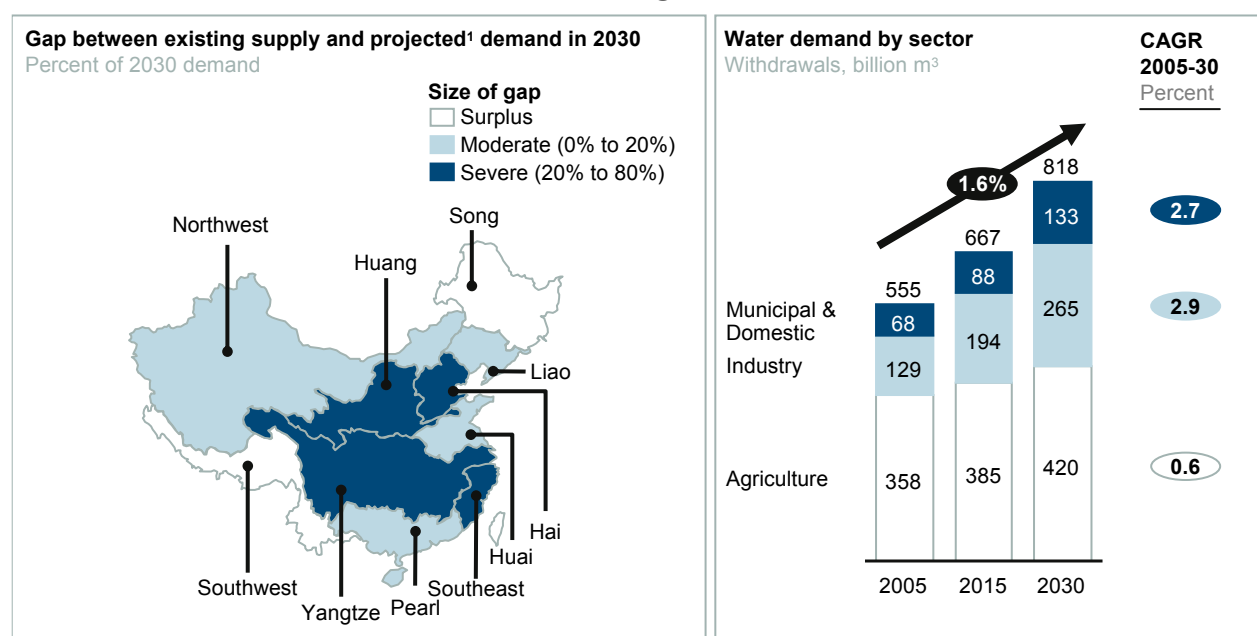 Gap between existing supply and projected¹ demand in 2030
Percent of 2030 demand
Size of gap
Surplus
Moderate (0% to 20%)
Severe (20% to 80%)
Song
Northwest
Huang
Liao
Hai
Huai
Southwest
Southeast
Yangtze
Pearl
Water demand by sector
Withdrawals, billion m³
CAGR
2005-30
Percent
1.6%
818
133
2.7
667
88
555
68
Municipal &
Domestic
265
2.9
194
129
Industry
Agriculture
358
385
420
0.6
2005
2015
2030